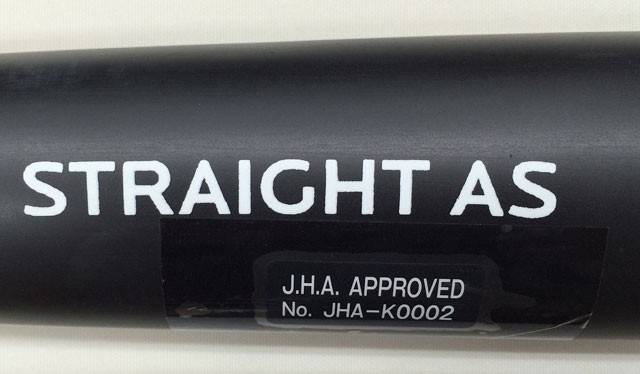 STRAIGHT AS
J.H.A. APPROVED
No. JHA-K0002